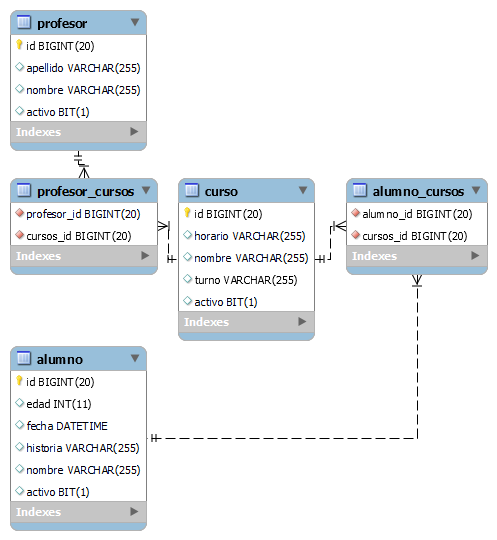 profesor
id BIGINT(20)
apellido VARCHAR(255)
nombre VARCHAR(255)
activo BIT(1)
Indexes
profesor_cursos
profesor_id BIGINT(20)
cursos_id BIGINT(20)
Indexes
curso
id BIGINT(20)
horario VARCHAR(255)
nombre VARCHAR(255)
turno VARCHAR(255)
activo BIT(1)
Indexes
alumno_cursos
alumno_id BIGINT(20)
cursos_id BIGINT(20)
Indexes
alumno
id BIGINT(20)
edad INT(11)
fecha DATETIME
historia VARCHAR(255)
nombre VARCHAR(255)
activo BIT(1)
Indexes